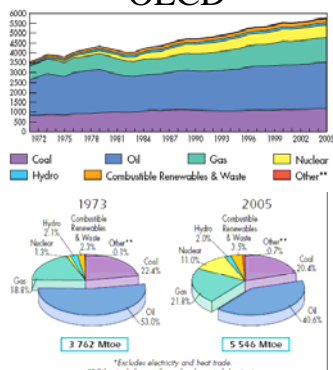 OECD
6000
5500
5000
4500
4000
3500
3000
2500
2000
1500
1000
500
0
1972 1975 1978 1981 1984 1987 1990 1993 1996 1999 2002 2005
Coal Oil Gas Nuclear
Hydro Combustible Renewables & Waste Other**
1973
Hydro
2.1%
Combustible
Renewables
& Waste
2.3%
Other**
0.1%
Nuclear
1.3%
Coal
22.4%
Gas
18.8%
Oil
53.0%
3 762 Mtoe
2005
Hydro
2.0%
Combustible
Renewables
& Waste
3.5%
Other**
0.7%
Nuclear
11.0%
Coal
20.4%
Gas
21.8%
Oil
40.6%
5 546 Mtoe
*Excludes electricity and heat trade.